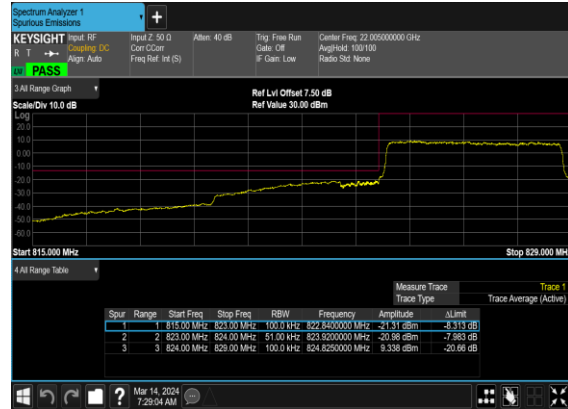 Spectrum Analyzer 1
Spurious Emissions
KEYSIGHT Input: RF Input Z: 50 Ω Atten: 40 dB Trig: Free Run Center Freq: 22.005000000 GHz
R T Coupling: DC Corr CCorr Gate: Off Avg|Hold: 100/100
Align: Auto Freq Ref: Int (S) IF Gain: Low Radio Std: None
PASS
3 All Range Graph Ref Lvl Offset 7.50 dB
Scale/Div 10.0 dB Ref Value 30.00 dBm
Log
20.0
10.0
0.00
-10.0
-20.0
-30.0
-40.0
-50.0
-60.0
Start 815.000 MHz Stop 829.000 MH
4 All Range Table
Measure Trace Trace 1
Trace Type Trace Average (Active)
Spur Range Start Freq Stop Freq RBW Frequency Amplitude ΔLimit
1 1 815.00 MHz 823.00 MHz 100.0 kHz 822.8400000 MHz -21.31 dBm -8.313 dB
2 2 823.00 MHz 824.00 MHz 51.00 kHz 823.9200000 MHz -20.98 dBm -7.983 dB
3 3 824.00 MHz 829.00 MHz 100.0 kHz 824.8250000 MHz 9.338 dBm -20.66 dB
? Mar 14, 2024
7:29:04 AM